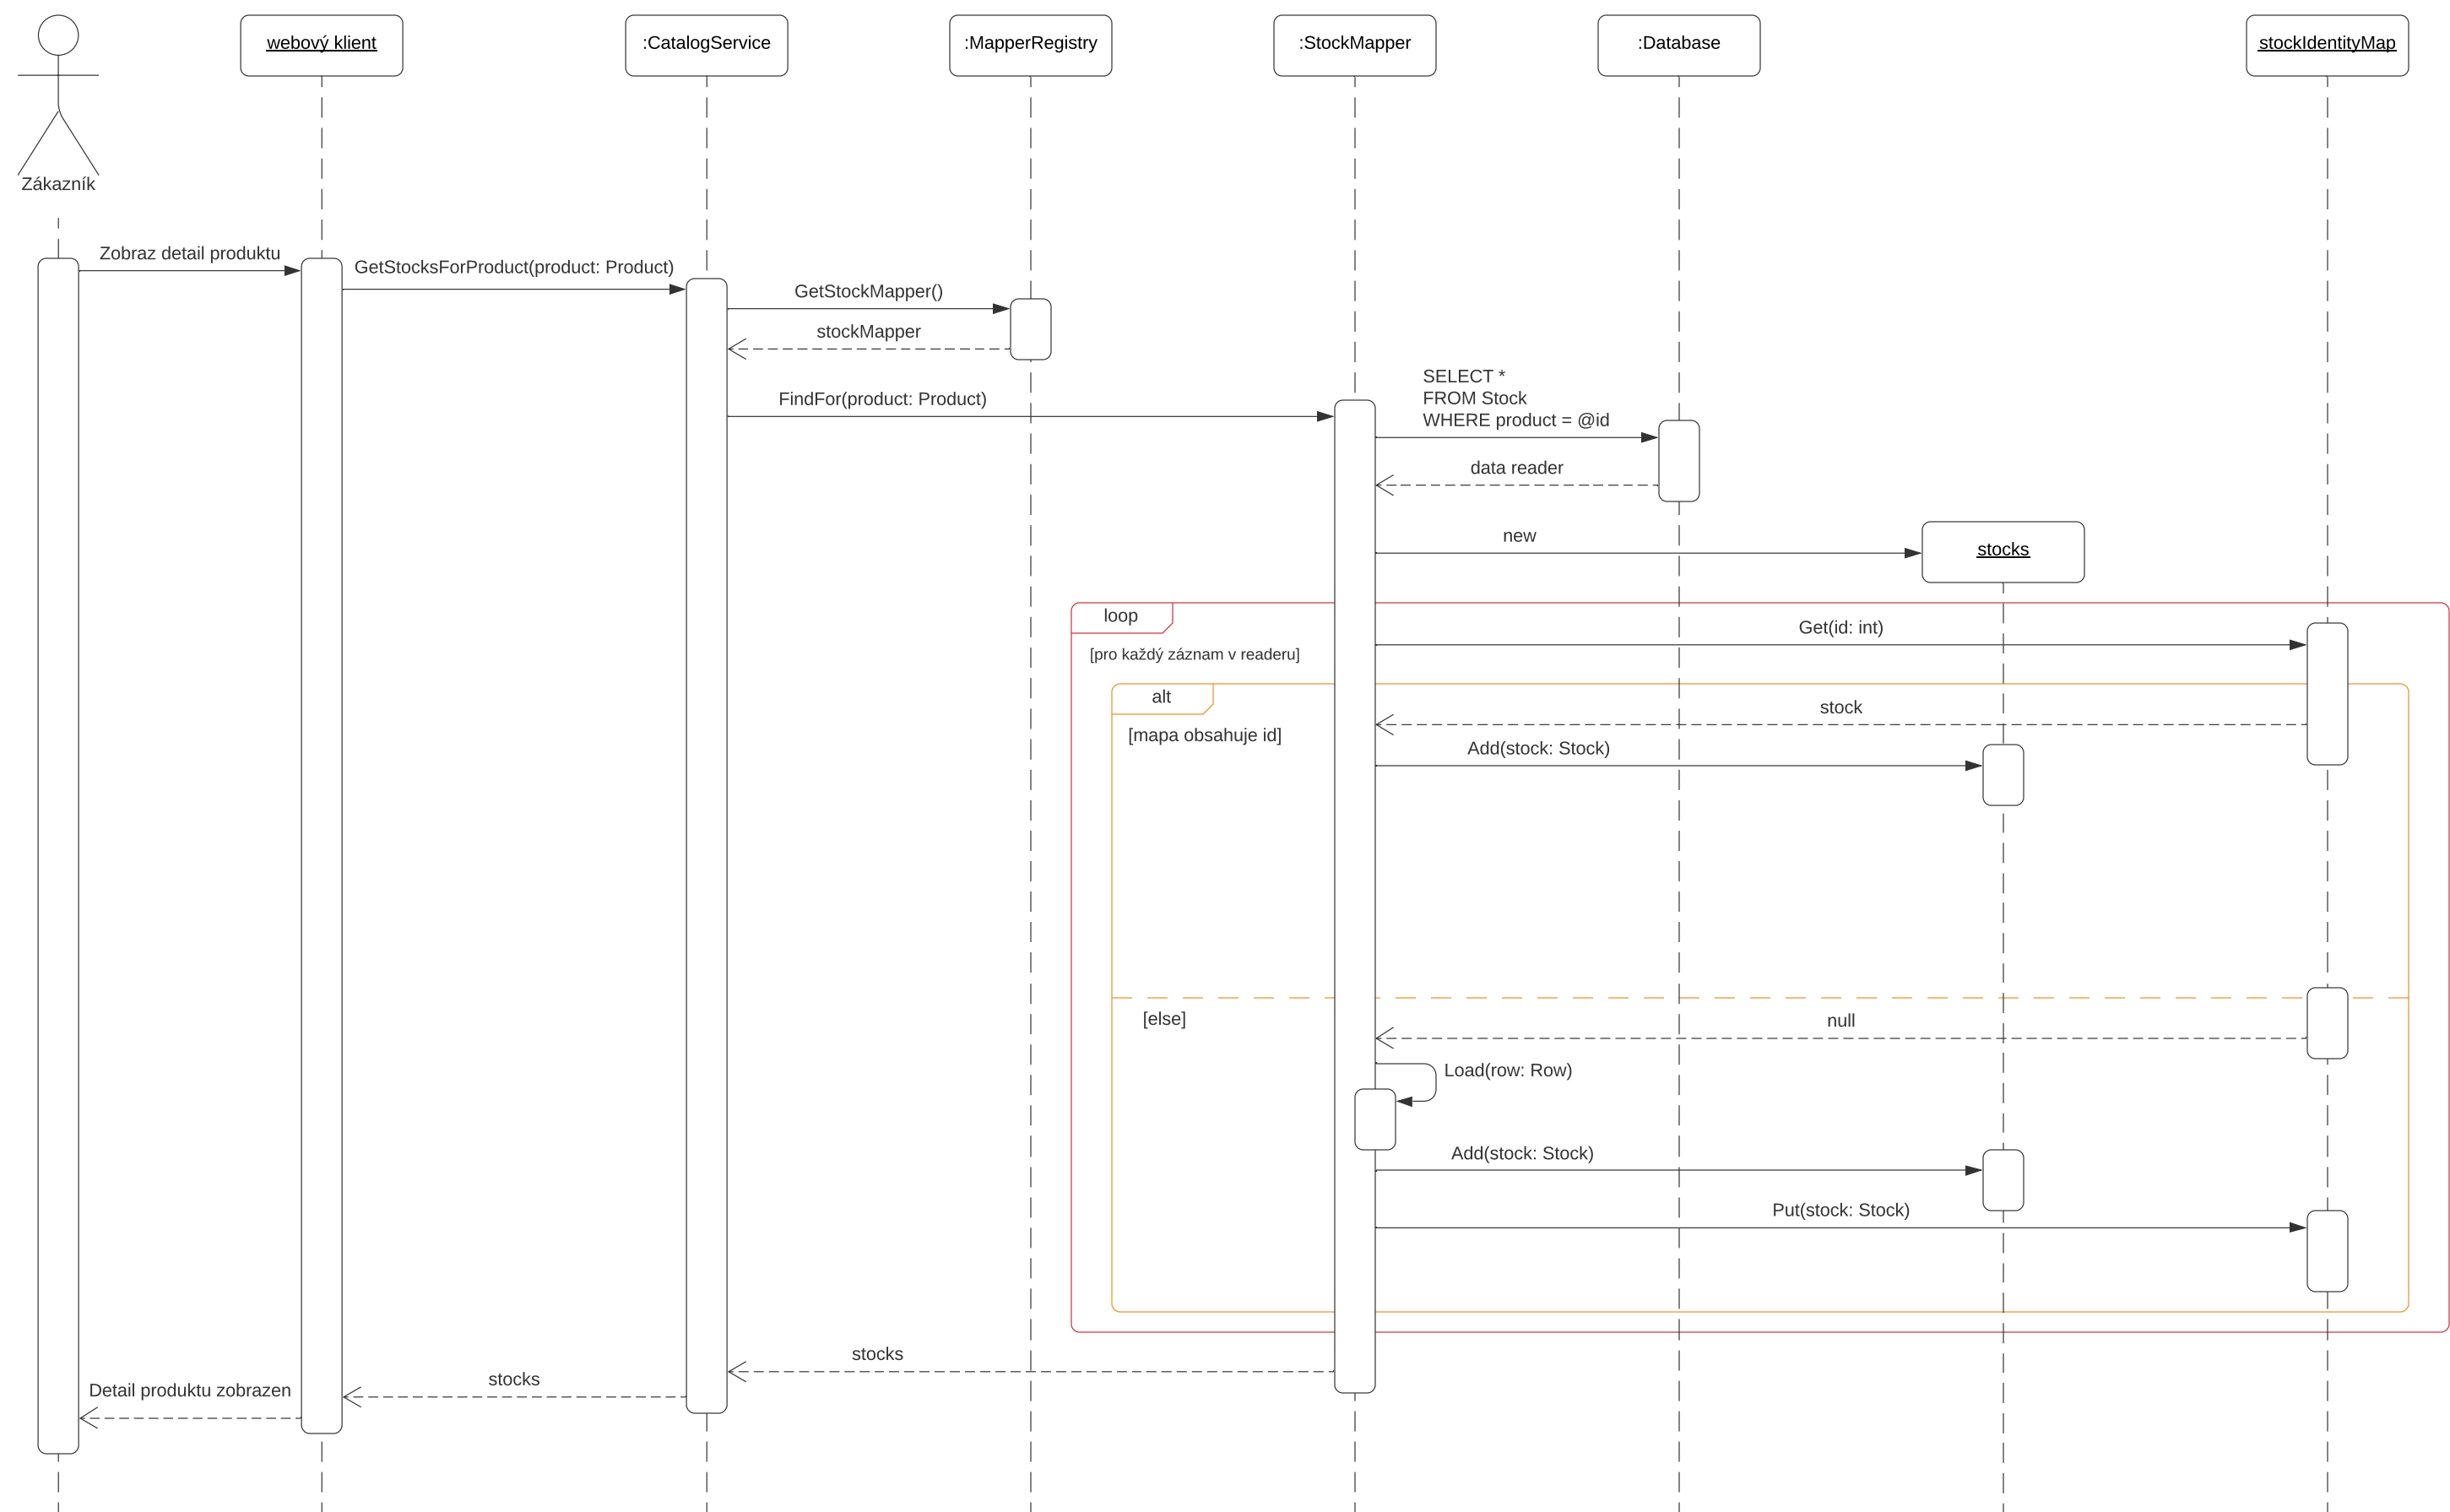 webový klient
:CatalogService
:MapperRegistry
:StockMapper
:Database
stockIdentityMap
Zákazník
Zobraz detail produktu
GetStocksForProduct(product: Product)
GetStockMapper()
stockMapper
FindFor(product: Product)
SELECT *
FROM Stock
WHERE product = @id
data reader
new
stocks
loop
[pro každý záznam v readeru]
Get(id: int)
alt
[mapa obsahuje id]
stock
Add(stock: Stock)
[else]
null
Load(row: Row)
Add(stock: Stock)
Put(stock: Stock)
stocks
stocks
Detail produktu zobrazen